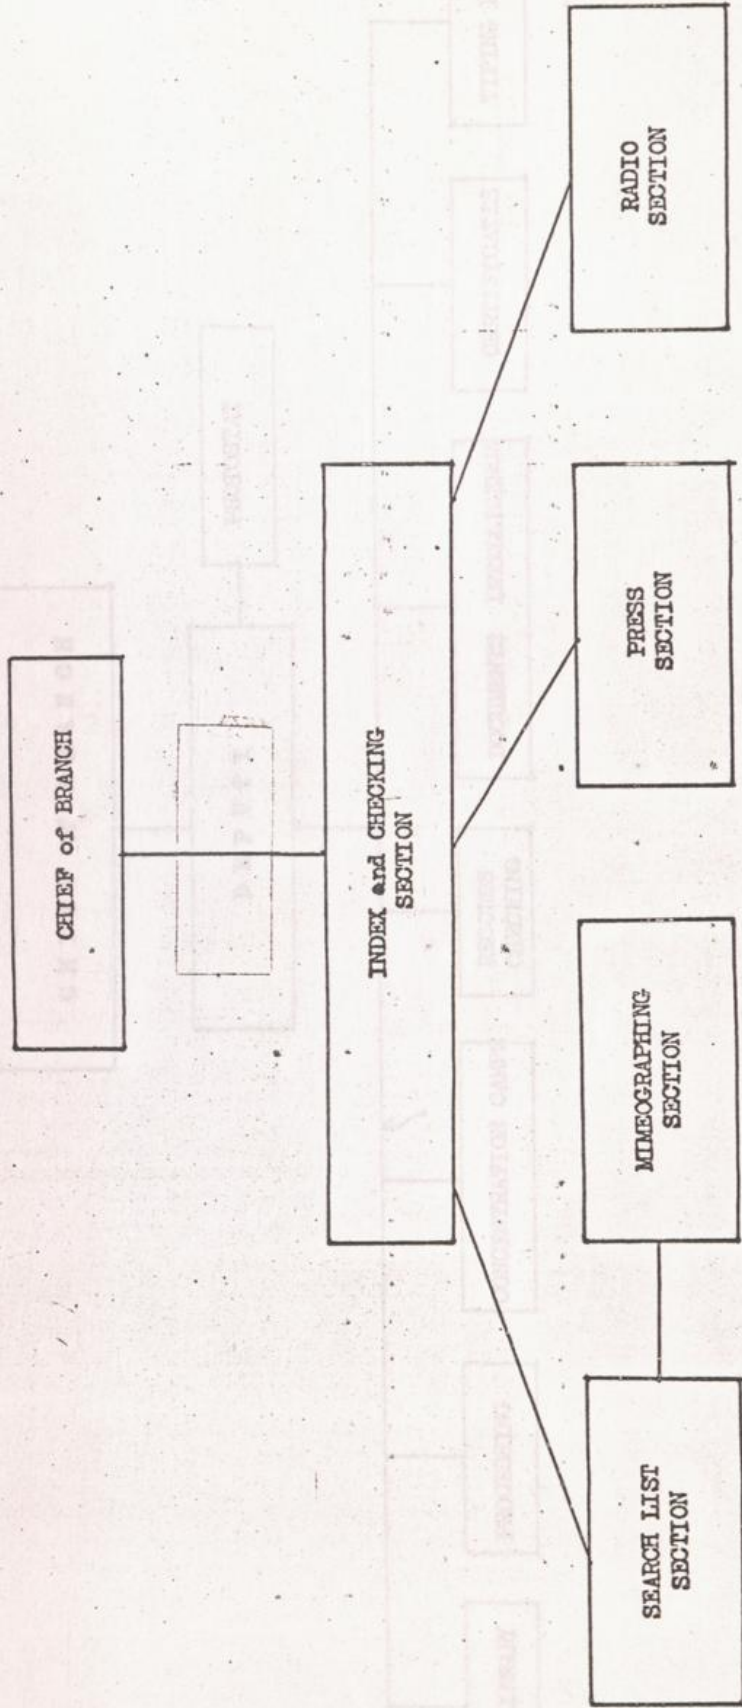 CHIEF of BRANCH
INDEX and CHECKING
SECTION
SEARCH LIST
SECTION
MIMEOGRAPHING
SECTION
PRESS
SECTION
RADIO
SECTION